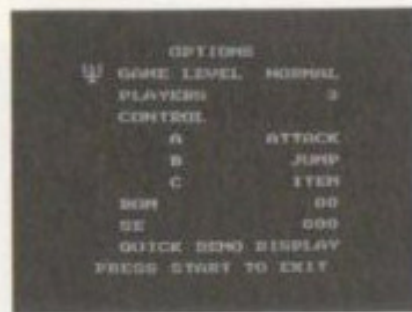 OPTIONS
GAME LEVEL NORMAL
PLAYERS 3
CONTROL
A ATTACK
B JUMP
C ITEM
BGM 00
SE 000
QUICK DEMO DISPLAY
PRESS START TO EXIT